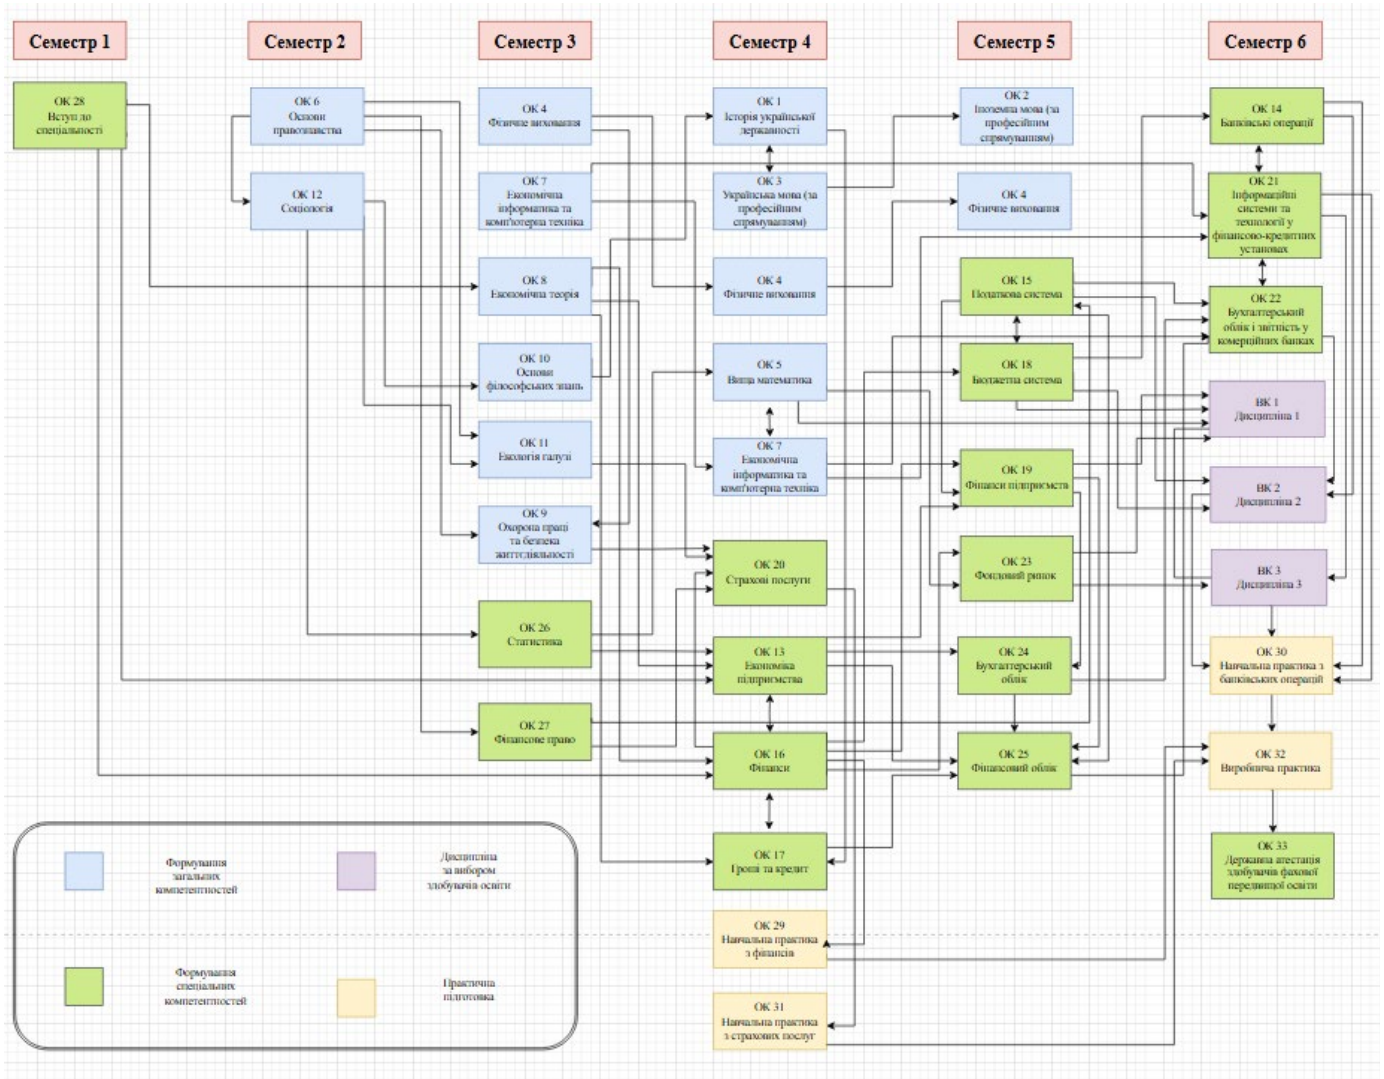 Семестр 1
Семестр 2
Семестр 3
Семестр 4
Семестр 5
Семестр 6
ОК 28
Вступ до
спеціальності
ОК 6
Основи
правознавства
ОК 12
Соціологія
ОК 4
Фізичне виховання
ОК 7
Економічна
інформатика та
комп'ютерна техніка
ОК 8
Економічна теорія
ОК 10
Основи
філософських знань
ОК 11
Екологія галузі
ОК 9
Охорона праці
та безпека
життєдіяльності
ОК 26
Статистика
ОК 27
Фінансове право
ОК 1
Історія української
державності
ОК 3
Українська мова (за
професійним
спрямуванням)
ОК 4
Фізичне виховання
ОК 5
Вища математика
ОК 7
Економічна
інформатика та
комп'ютерна техніка
ОК 20
Страхові послуги
ОК 13
Економіка
підприємства
ОК 16
Фінанси
ОК 17
Гроші та кредит
ОК 29
Навчальна практика
з фінансів
ОК 31
Навчальна практика
з страхових послуг
ОК 2
Іноземна мова (за
професійним
спрямуванням)
ОК 4
Фізичне виховання
ОК 15
Податкова система
ОК 18
Бюджетна система
ОК 19
Фінанси підприємств
ОК 23
Фондовий ринок
ОК 24
Бухгалтерський
облік
ОК 25
Фінансовий облік
ОК 14
Банківські операції
ОК 21
Інформаційні
системи та
технології у
фінансово-кредитних
установах
ОК 22
Бухгалтерський
облік і звітність у
комерційних банках
ВК 1
Дисципліна 1
ВК 2
Дисципліна 2
ВК 3
Дисципліна 3
ОК 30
Навчальна практика з
банківських операцій
ОК 32
Виробнича практика
ОК 33
Державна атестація
здобувачів фахової
передвищої освіти
Формування
загальних
компетентностей
Дисципліна
за вибором
здобувачів освіти
Формування
спеціальних
компетентностей
Практична
підготовка